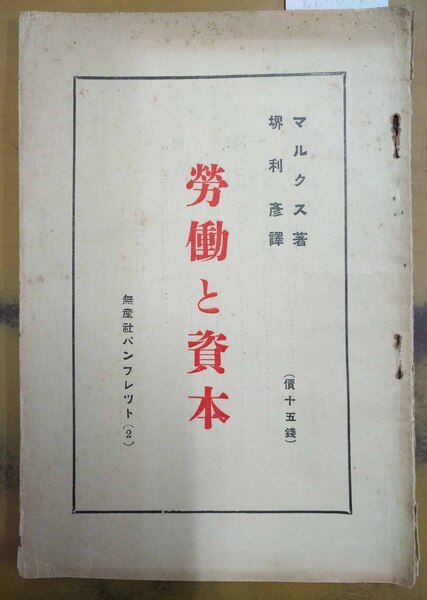 マルクス著
堺利彦譯
(價十五錢)
勞働と資本
無産社パンフレツト(2)